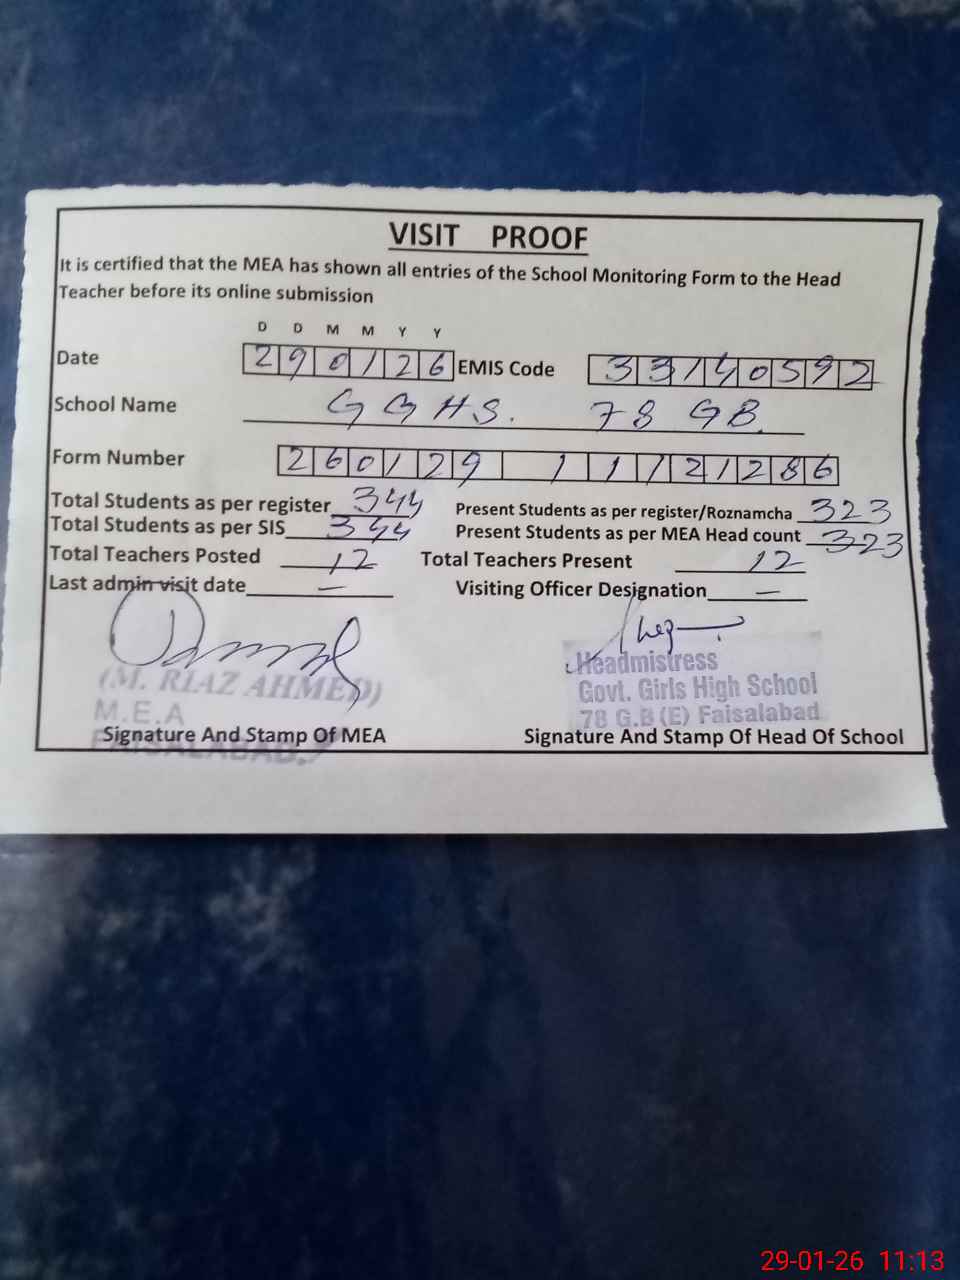 VISIT PROOF
It is certified that the MEA has shown all entries of the School Monitoring Form to the Head
Teacher before its online submission
D D M M Y Y
Date 290126 EMIS Code 33140592
School Name GGHS. 78 GB.
Form Number 260129 11121286
Total Students as per register 344 Present Students as per register/Roznamcha 323
Total Students as per SIS 344 Present Students as per MEA Head count 323
Total Teachers Posted 12 Total Teachers Present 12
Last admin visit date — Visiting Officer Designation —
(M. RIAZ AHMED)
M.E.A
FAISALABAD.
Signature And Stamp Of MEA
Headmistress
Govt. Girls High School
78 G.B (E) Faisalabad
Signature And Stamp Of Head Of School
29-01-26 11:13